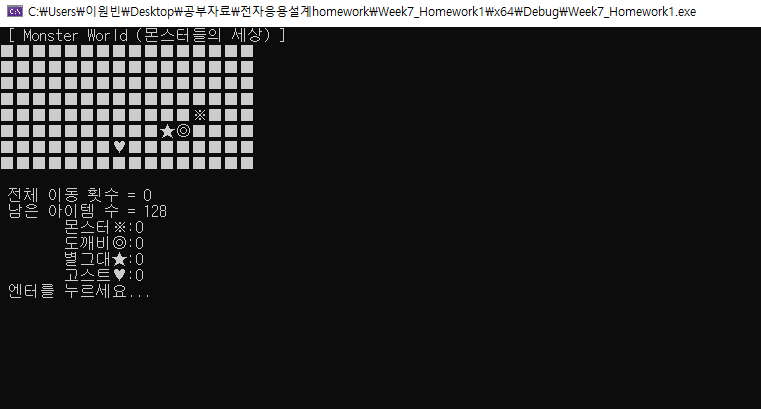 C:\Users\이원빈\Desktop\공부자료\전자응용설계homework\Week7_Homework1\x64\Debug\Week7_Homework1.exe
[ Monster World (몬스터들의 세상) ]
■■■■■■■■■■■■■■■■
■■■■■■■■■■■■■■■■
■■■■■■■■■■■■■■■■
■■■■■■■■■■■■■■■■
■■■■■■■■■■■■※■■■
■■■■■■■■■■★◎■■■■
■■■■■■■♥■■■■■■■■
■■■■■■■■■■■■■■■■
전체 이동 횟수 = 0
남은 아이템 수 = 128
몬스터※:0
도깨비◎:0
별그대★:0
고스트♥:0
엔터를 누르세요...